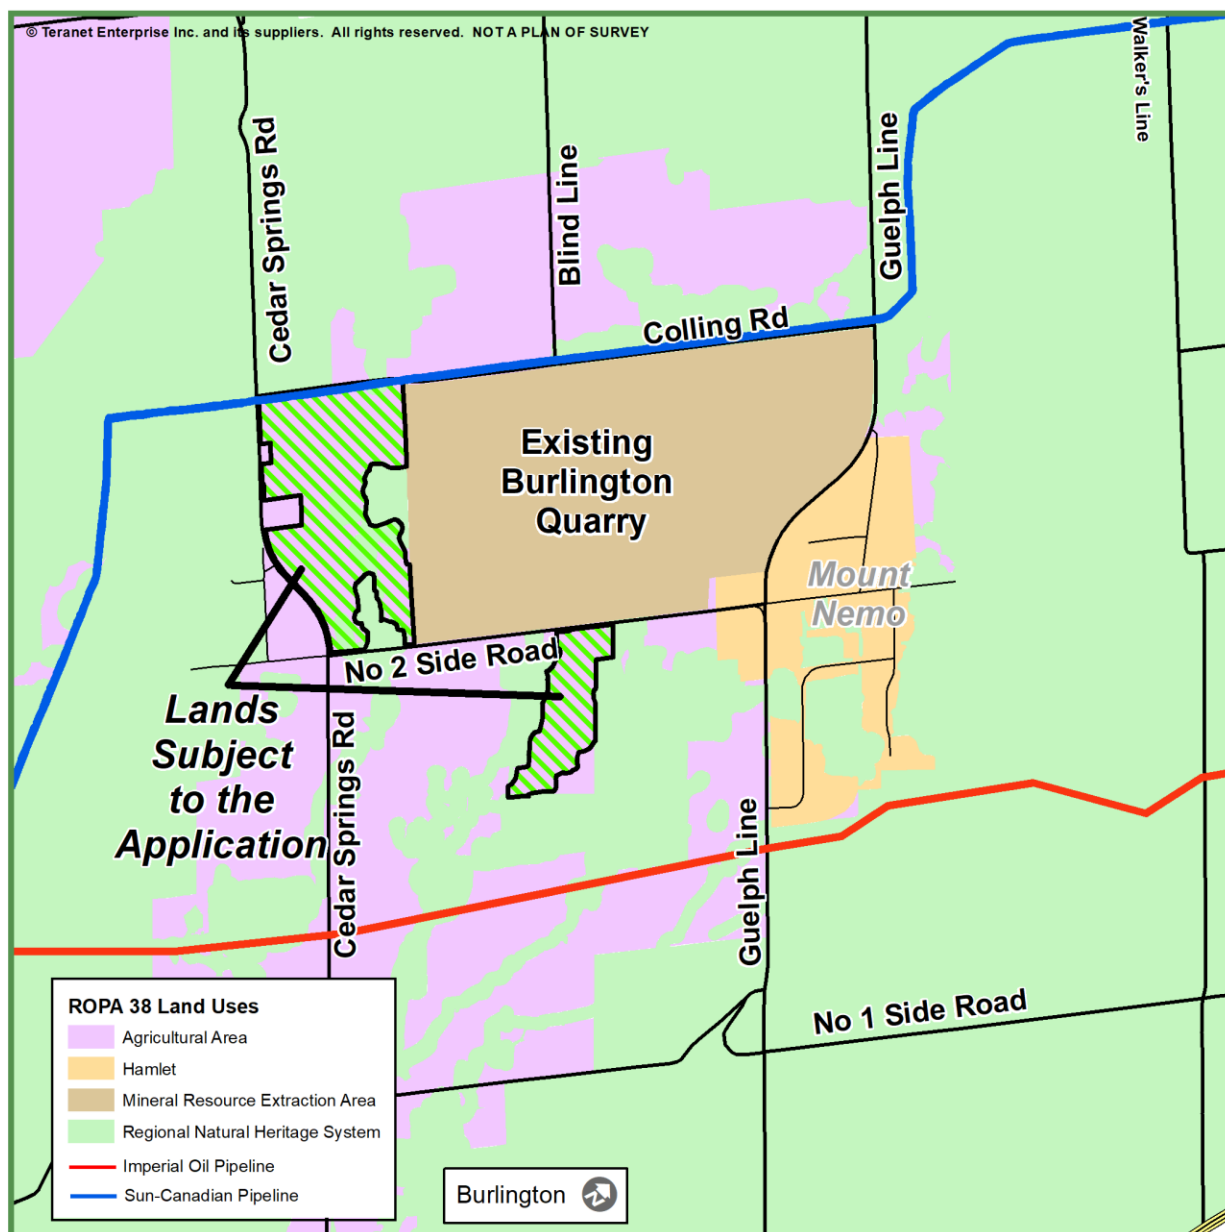 © Teranet Enterprise Inc. and its suppliers. All rights reserved. NOT A PLAN OF SURVEY
Walker's Line
Cedar Springs Rd
Blind Line
Guelph Line
Colling Rd
Existing
Burlington
Quarry
Mount
Nemo
No 2 Side Road
Lands
Subject
to the
Application
Cedar Springs Rd
Guelph Line
No 1 Side Road
ROPA 38 Land Uses
Agricultural Area
Hamlet
Mineral Resource Extraction Area
Regional Natural Heritage System
Imperial Oil Pipeline
Sun-Canadian Pipeline
Burlington
N